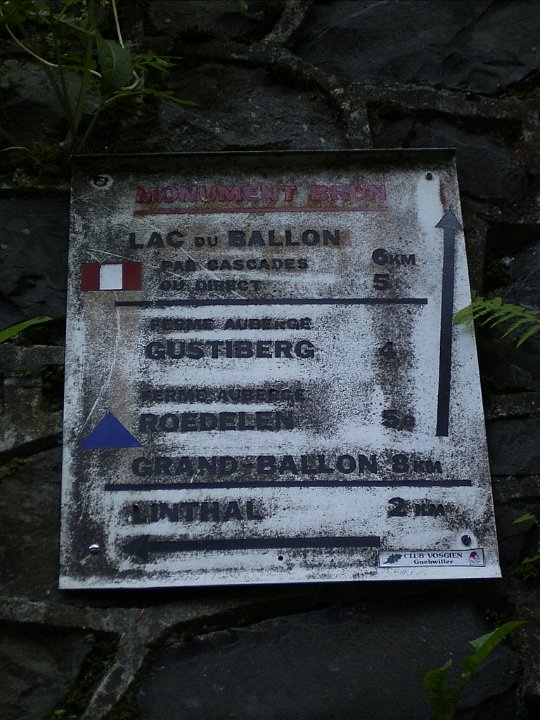 MONUMENT BRUN
LAC DU BALLON
PAR CASCADES 6KM
OU DIRECT 5
FERME AUBERGE
GUSTIBERG 4
FERME AUBERGE
ROEDELEN 5,8
GRAND-BALLON 8KM
LINTHAL 2 KM
CLUB VOSGIEN
Guebwiller